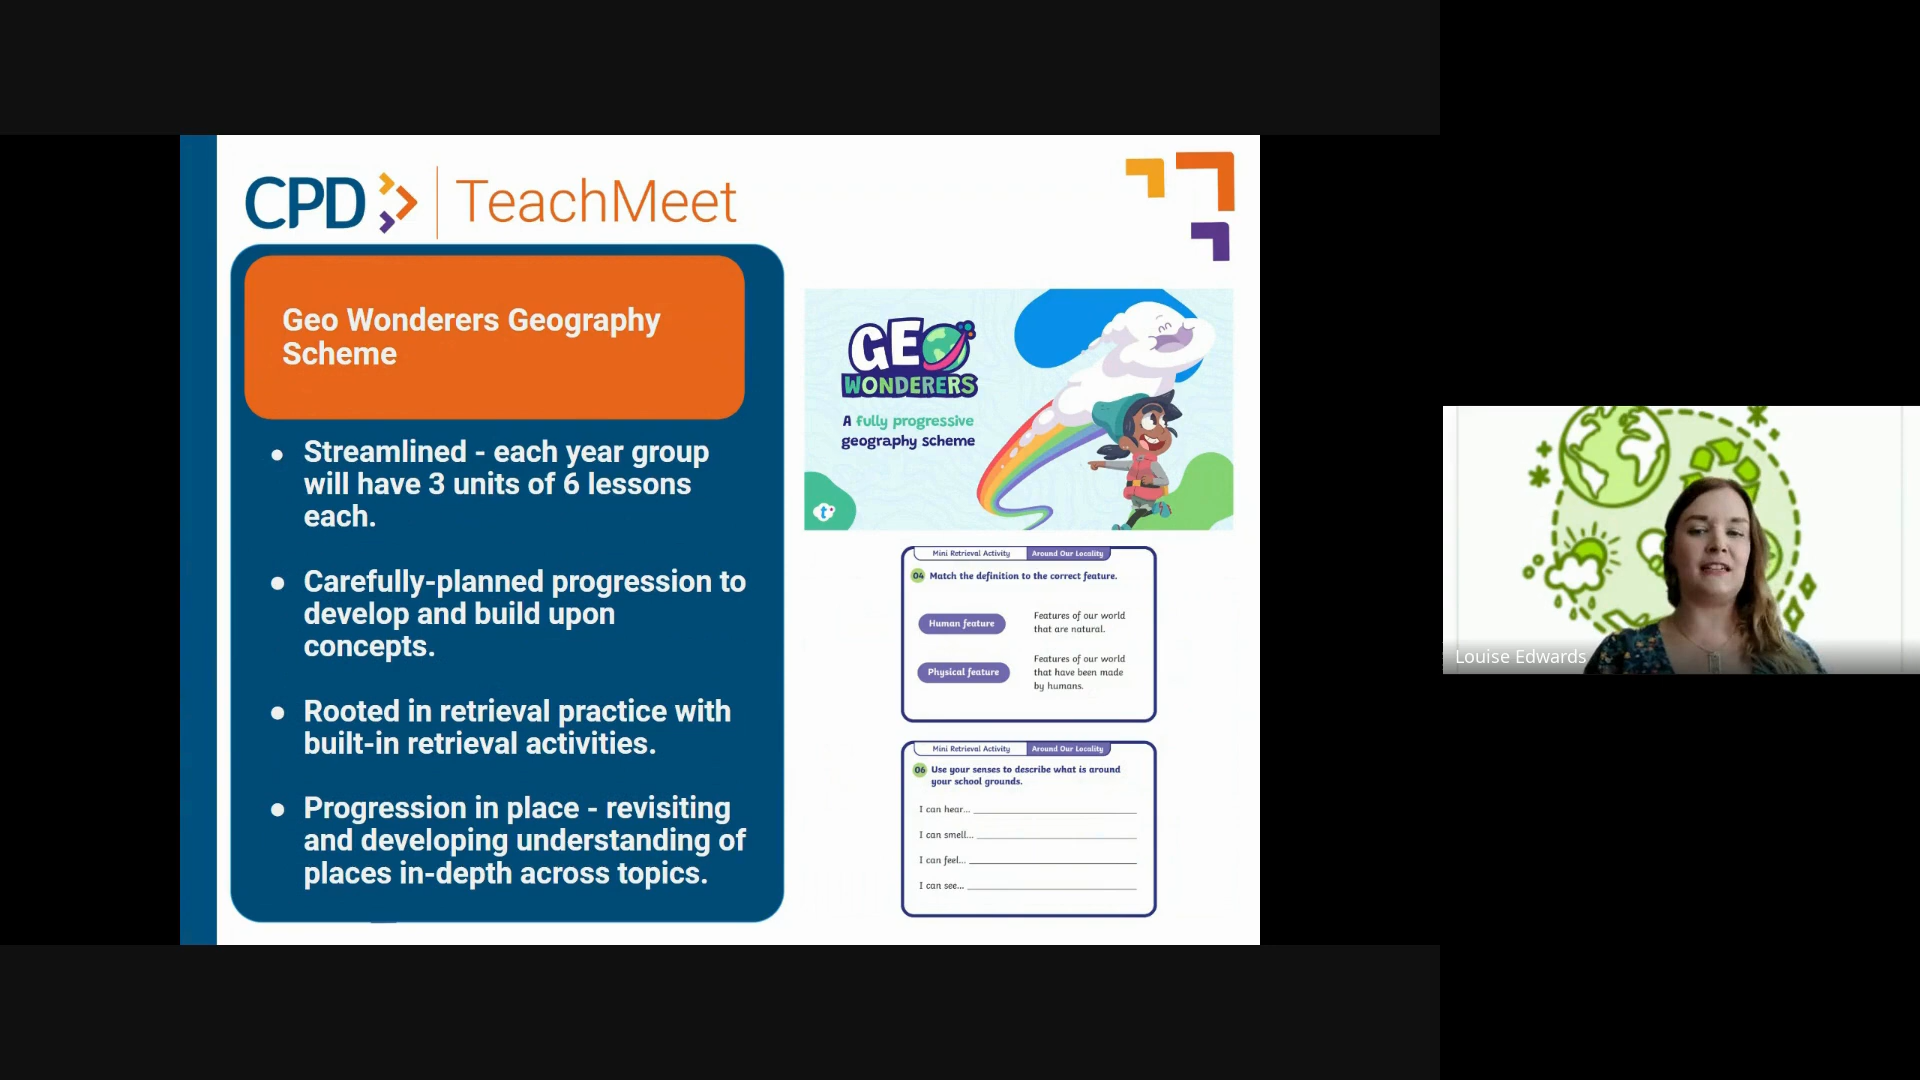 CPD TeachMeet
Geo Wonderers Geography
Scheme
Streamlined - each year group
will have 3 units of 6 lessons
each.
Carefully-planned progression to
develop and build upon
concepts.
Rooted in retrieval practice with
built-in retrieval activities.
Progression in place - revisiting
and developing understanding of
places in-depth across topics.
GEO
WONDERERS
A fully progressive
geography scheme
t
Mini Retrieval Activity Around Our Locality
04 Match the definition to the correct feature.
Human feature
Features of our world
that are natural.
Physical feature
Features of our world
that have been made
by humans.
Mini Retrieval Activity Around Our Locality
06 Use your senses to describe what is around
your school grounds.
I can hear...
I can smell...
I can feel...
I can see...
Louise Edwards